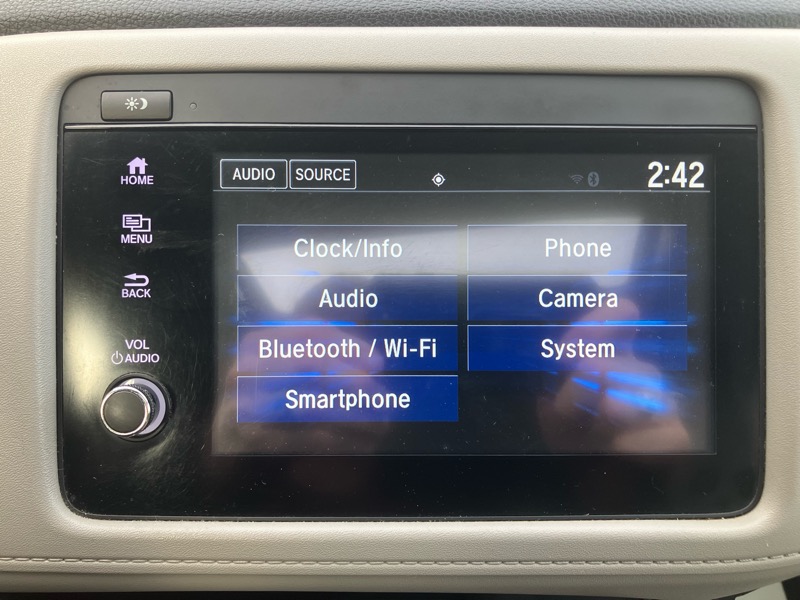 HOME
MENU
BACK
VOL
AUDIO
AUDIO SOURCE 2:42
Clock/Info Phone
Audio Camera
Bluetooth / Wi-Fi System
Smartphone